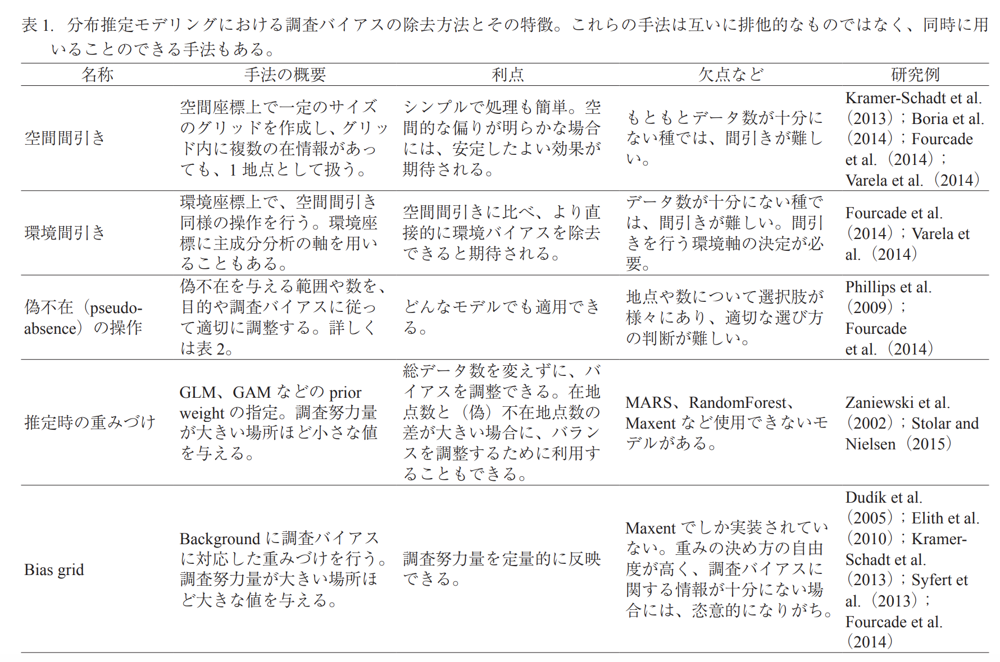 表 1. 分布推定モデリングにおける調査バイアスの除去方法とその特徴。これらの手法は互いに排他的なものではなく、同時に用
いることのできる手法もある。
名称 手法の概要 利点 欠点など 研究例
空間間引き
空間座標上で一定のサイズ
のグリッドを作成し、グリッ
ド内に複数の在情報があっ
ても、1 地点として扱う。
シンプルで処理も簡単。空
間的な偏りが明らかな場合
には、安定したよい効果が
期待される。
もともとデータ数が十分に
ない種では、間引きが難し
い。
Kramer-Schadt et al.
（2013）；Boria et al.
（2014）；Fourcade
et al.（2014）；
Varela et al.（2014）
環境間引き
環境座標上で、空間間引き
同様の操作を行う。環境座
標に主成分分析の軸を用い
ることもある。
空間間引きに比べ、より直
接的に環境バイアスを除去
できると期待される。
データ数が十分にない種で
は、間引きが難しい。間引
きを行う環境軸の決定が必
要。
Fourcade et al.
（2014）；Varela et
al.（2014）
偽不在（pseudo-
absence）の操作
偽不在を与える範囲や数を、
目的や調査バイアスに従っ
て適切に調整する。詳しく
は表 2。
どんなモデルでも適用でき
る。
地点や数について選択肢が
様々にあり、適切な選び方
の判断が難しい。
Phillips et al.
（2009）；
Fourcade
et al.（2014）
推定時の重みづけ
GLM、GAM などの prior
weight の指定。調査努力量
が大きい場所ほど小さな値
を与える。
総データ数を変えずに、バ
イアスを調整できる。在地
点数と（偽）不在地点数の
差が大きい場合に、バラン
スを調整するために利用す
ることもできる。
MARS、RandomForest、
Maxent など使用できないモ
デルがある。
Zaniewski et al.
（2002）；Stolar and
Nielsen（2015）
Bias grid
Background に調査バイアス
に対応した重みづけを行う。
調査努力量が大きい場所ほ
ど大きな値を与える。
調査努力量を定量的に反映
できる。
Maxent でしか実装されてい
ない。重みの決め方の自由
度が高く、調査バイアスに
関する情報が十分にない場
合には、恣意的になりがち。
Dudík et al.
（2005）；Elith et al.
（2010）；Kramer-
Schadt et al.
（2013）；Syfert et
al.（2013）；
Fourcade et al.
（2014）